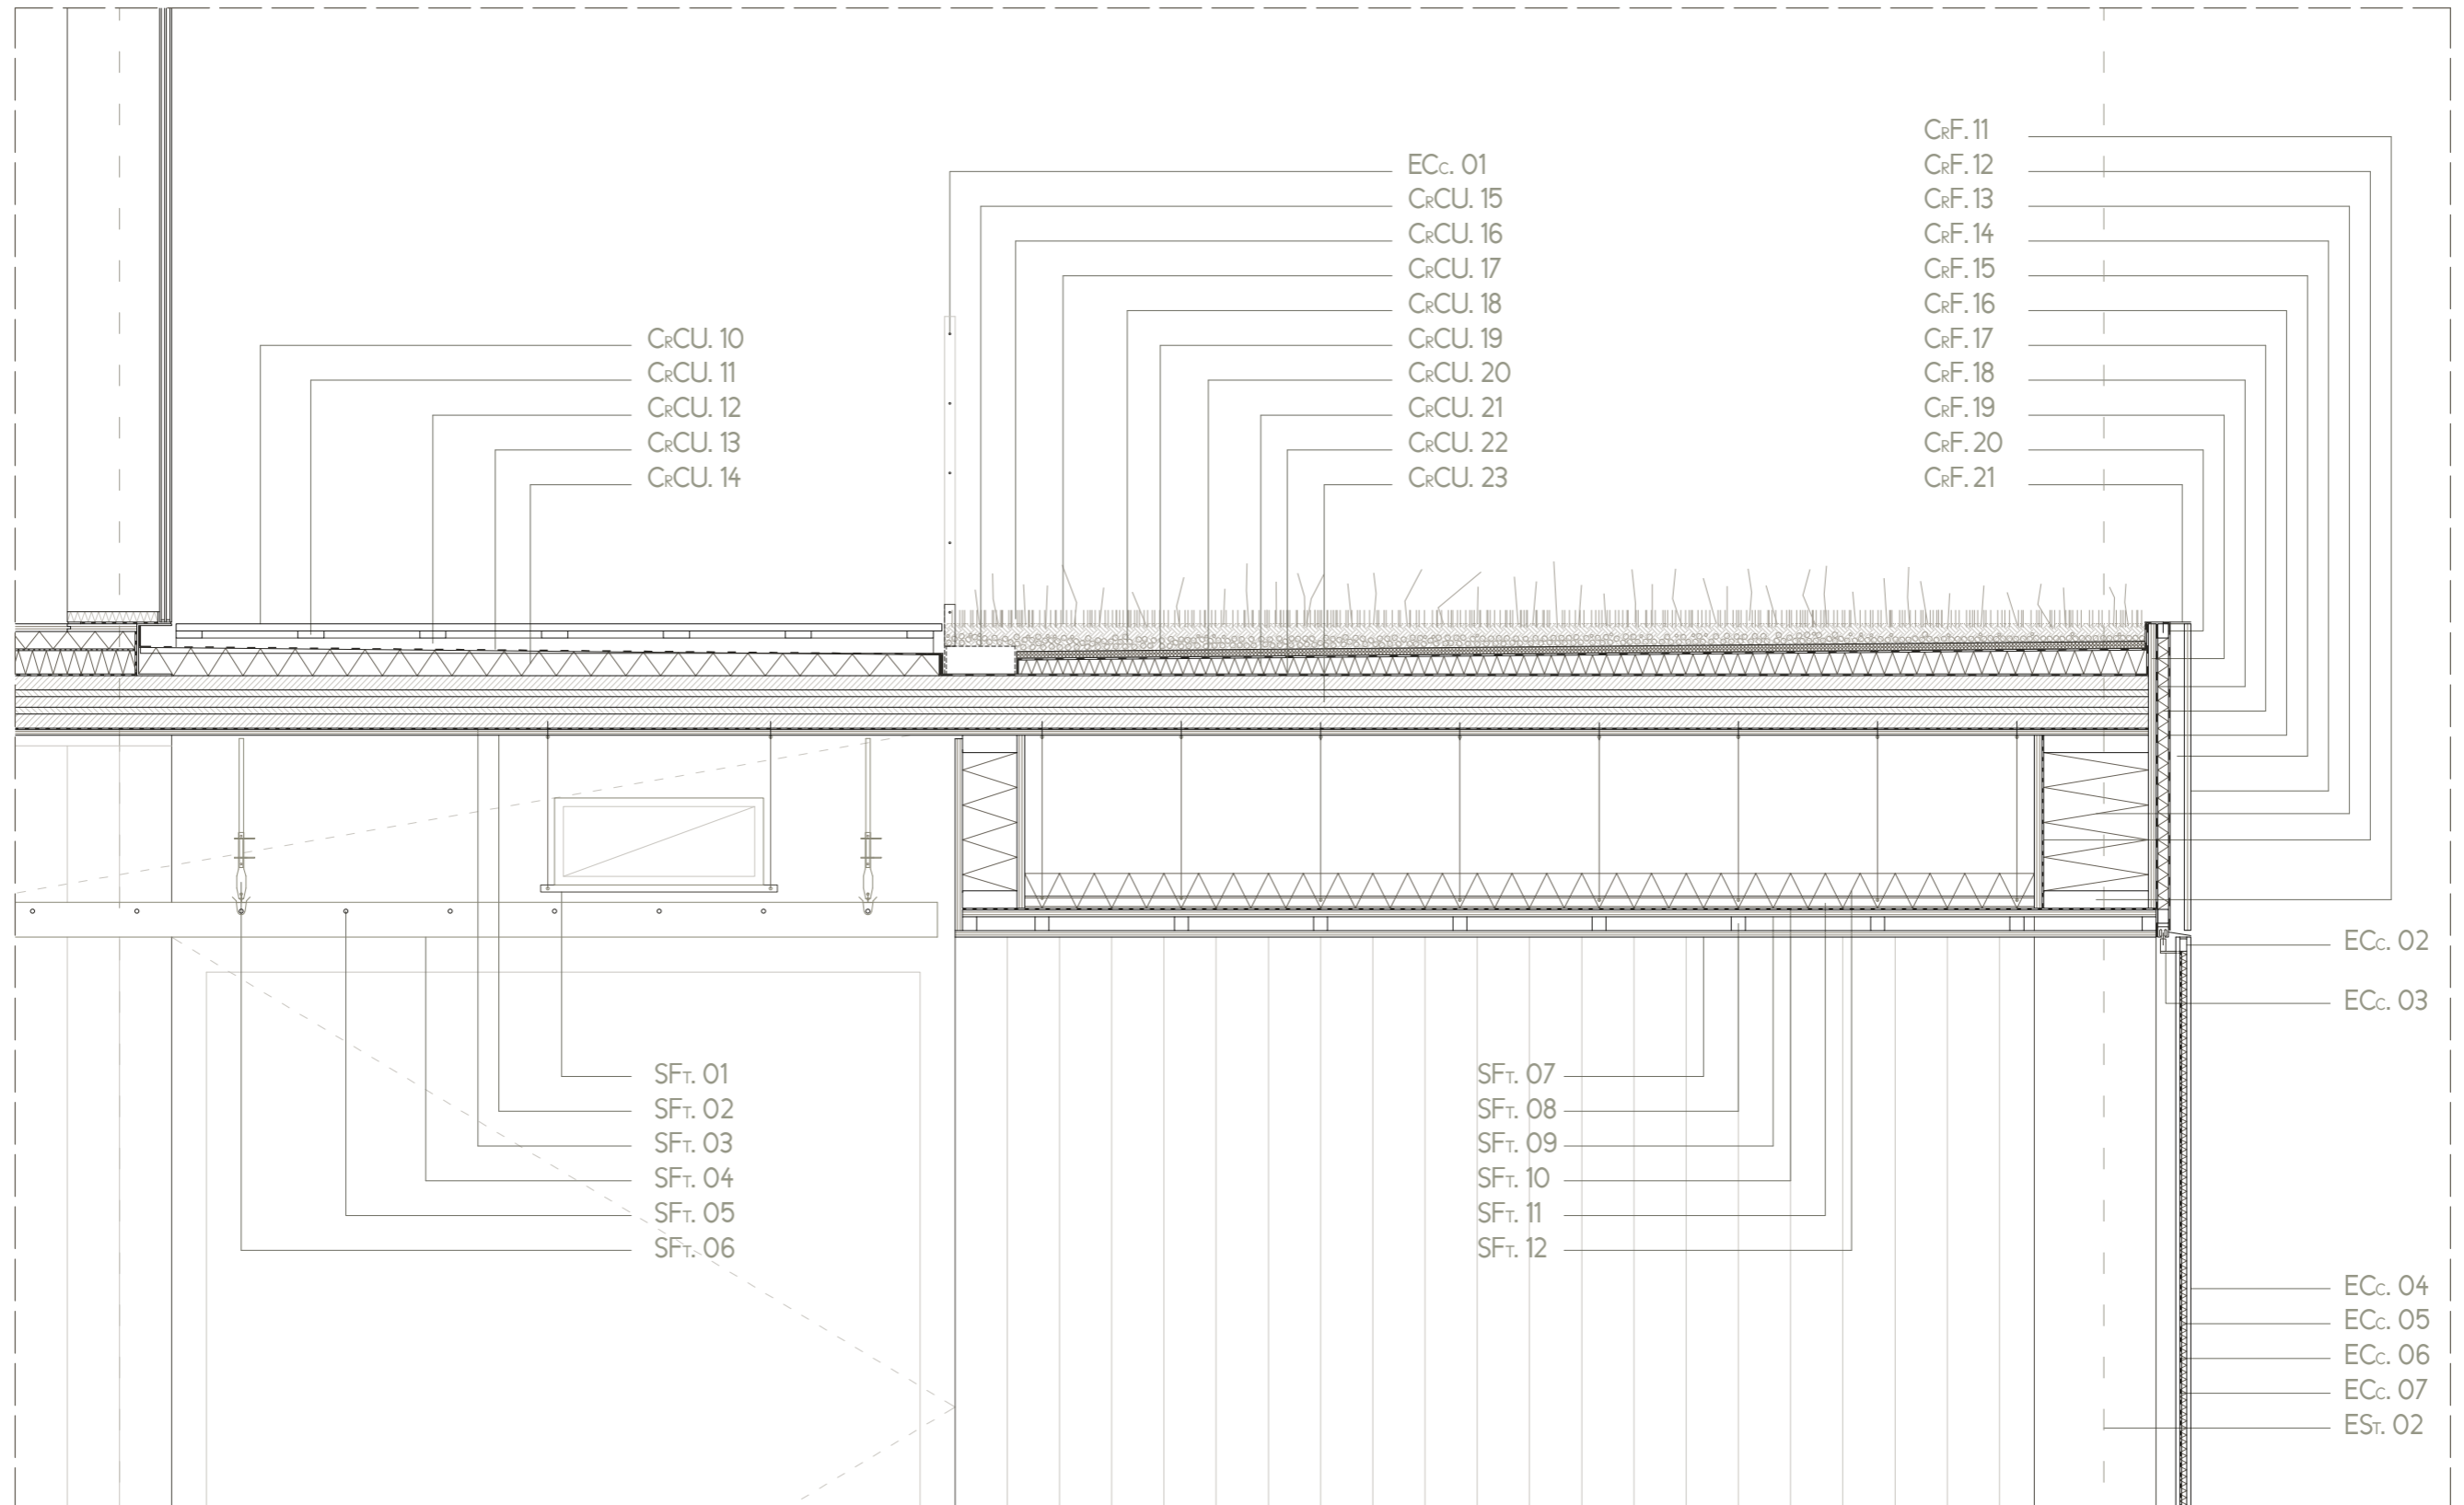 CRCU. 10
CRCU. 11
CRCU. 12
CRCU. 13
CRCU. 14
ECC. 01
CRCU. 15
CRCU. 16
CRCU. 17
CRCU. 18
CRCU. 19
CRCU. 20
CRCU. 21
CRCU. 22
CRCU. 23
CRF. 11
CRF. 12
CRF. 13
CRF. 14
CRF. 15
CRF. 16
CRF. 17
CRF. 18
CRF. 19
CRF. 20
CRF. 21
SFT. 01
SFT. 02
SFT. 03
SFT. 04
SFT. 05
SFT. 06
SFT. 07
SFT. 08
SFT. 09
SFT. 10
SFT. 11
SFT. 12
ECC. 02
ECC. 03
ECC. 04
ECC. 05
ECC. 06
ECC. 07
EST. 02